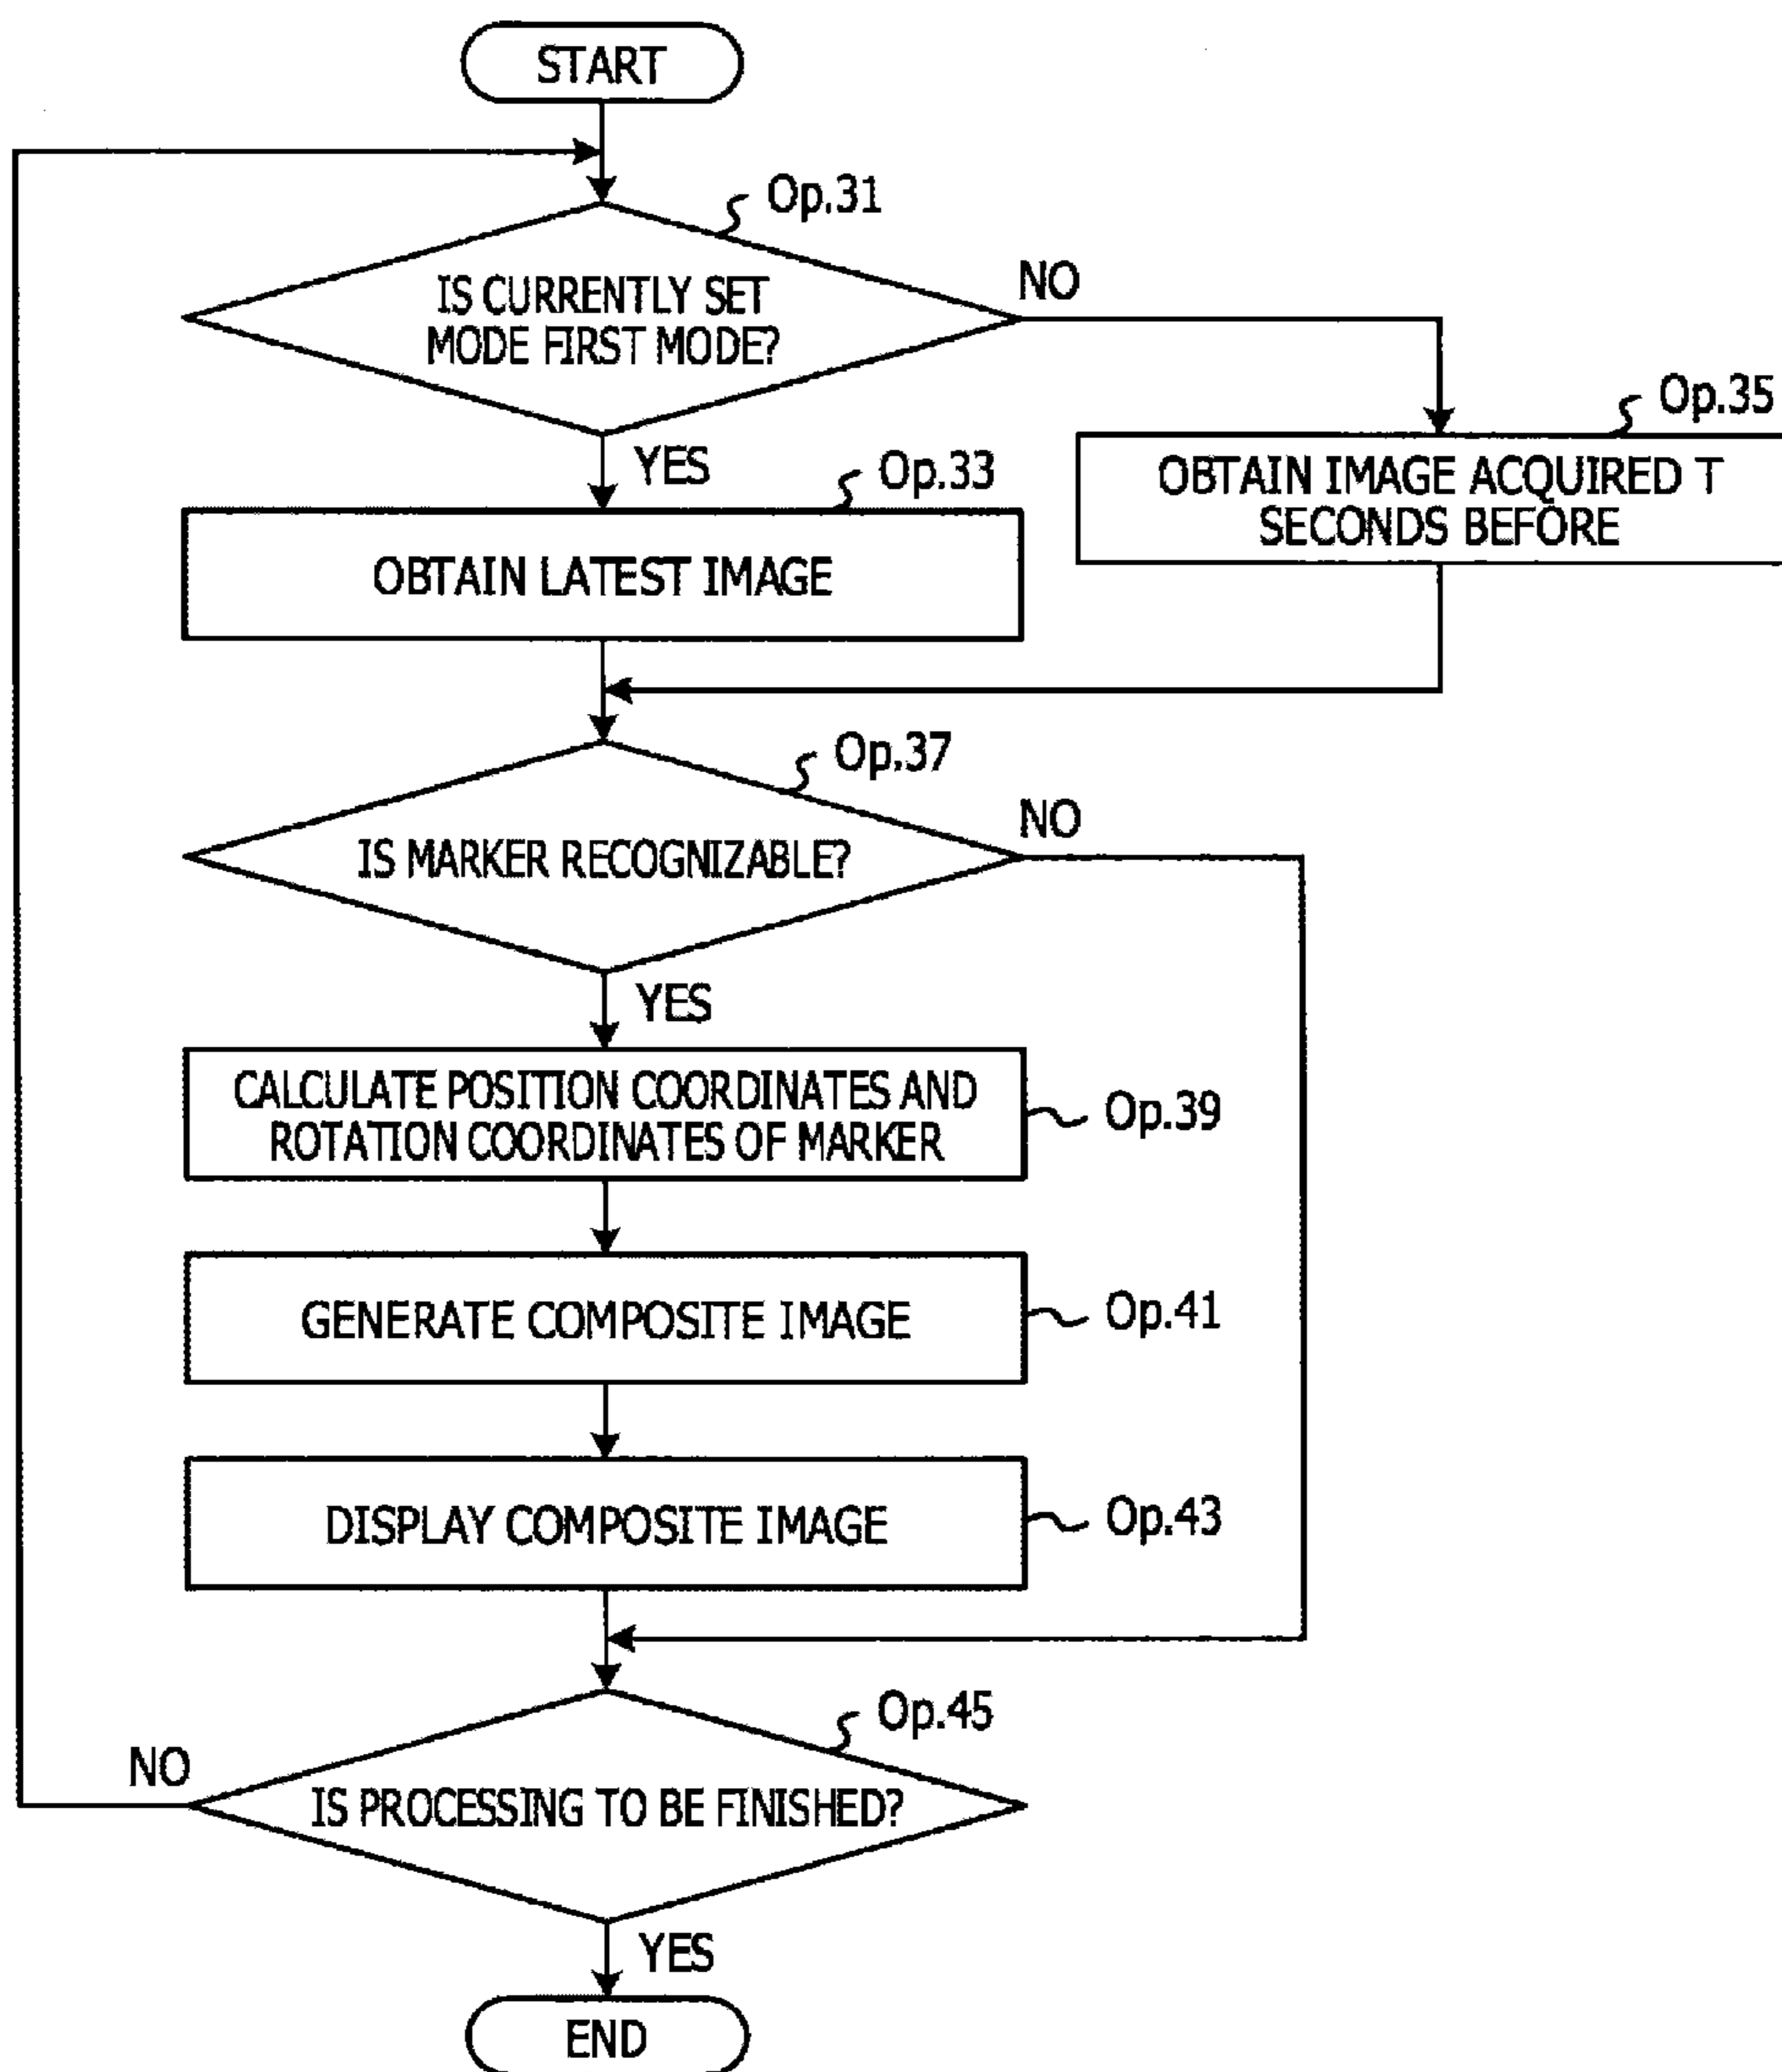 START
Op.31
IS CURRENTLY SET
MODE FIRST MODE?
NO
YES
Op.33
OBTAIN LATEST IMAGE
Op.35
OBTAIN IMAGE ACQUIRED T
SECONDS BEFORE
Op.37
IS MARKER RECOGNIZABLE?
NO
YES
CALCULATE POSITION COORDINATES AND
ROTATION COORDINATES OF MARKER
Op.39
GENERATE COMPOSITE IMAGE
Op.41
DISPLAY COMPOSITE IMAGE
Op.43
Op.45
IS PROCESSING TO BE FINISHED?
NO
YES
END